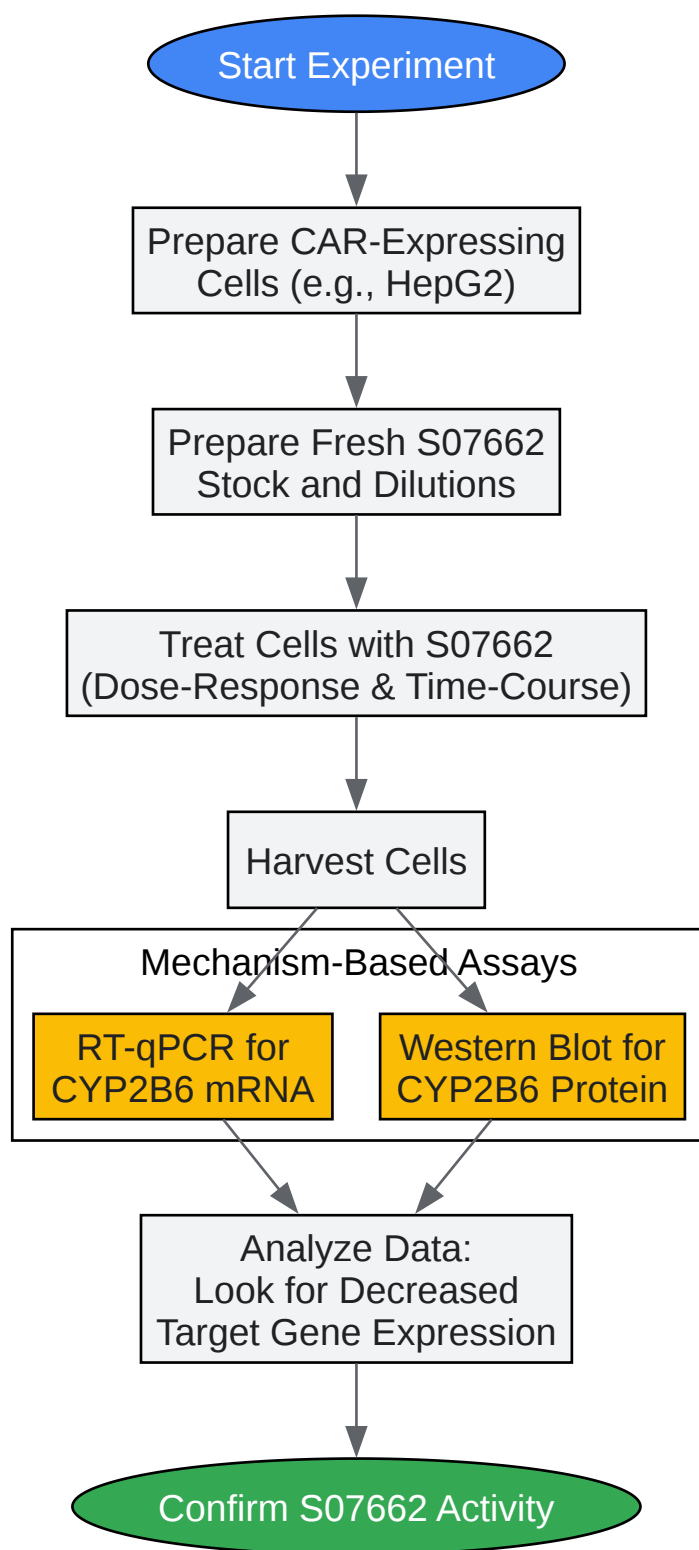 Start Experiment
Prepare CAR-Expressing
Cells (e.g., HepG2)
Prepare Fresh S07662
Stock and Dilutions
Treat Cells with S07662
(Dose-Response & Time-Course)
Harvest Cells
Mechanism-Based Assays
RT-qPCR for
CYP2B6 mRNA
Western Blot for
CYP2B6 Protein
Analyze Data:
Look for Decreased
Target Gene Expression
Confirm S07662 Activity